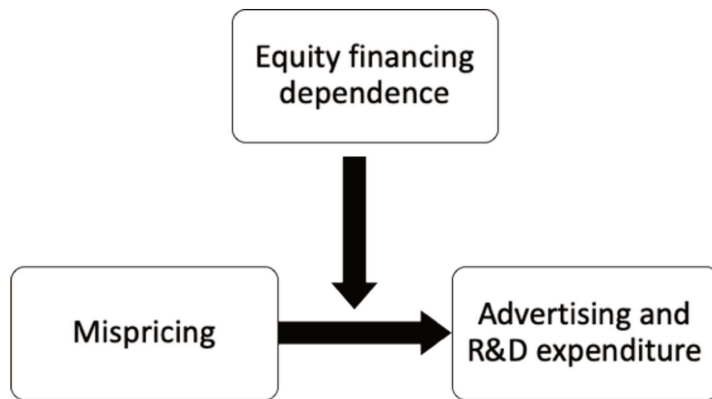 Equity financing
dependence
Mispricing
Advertising and
R&D expenditure